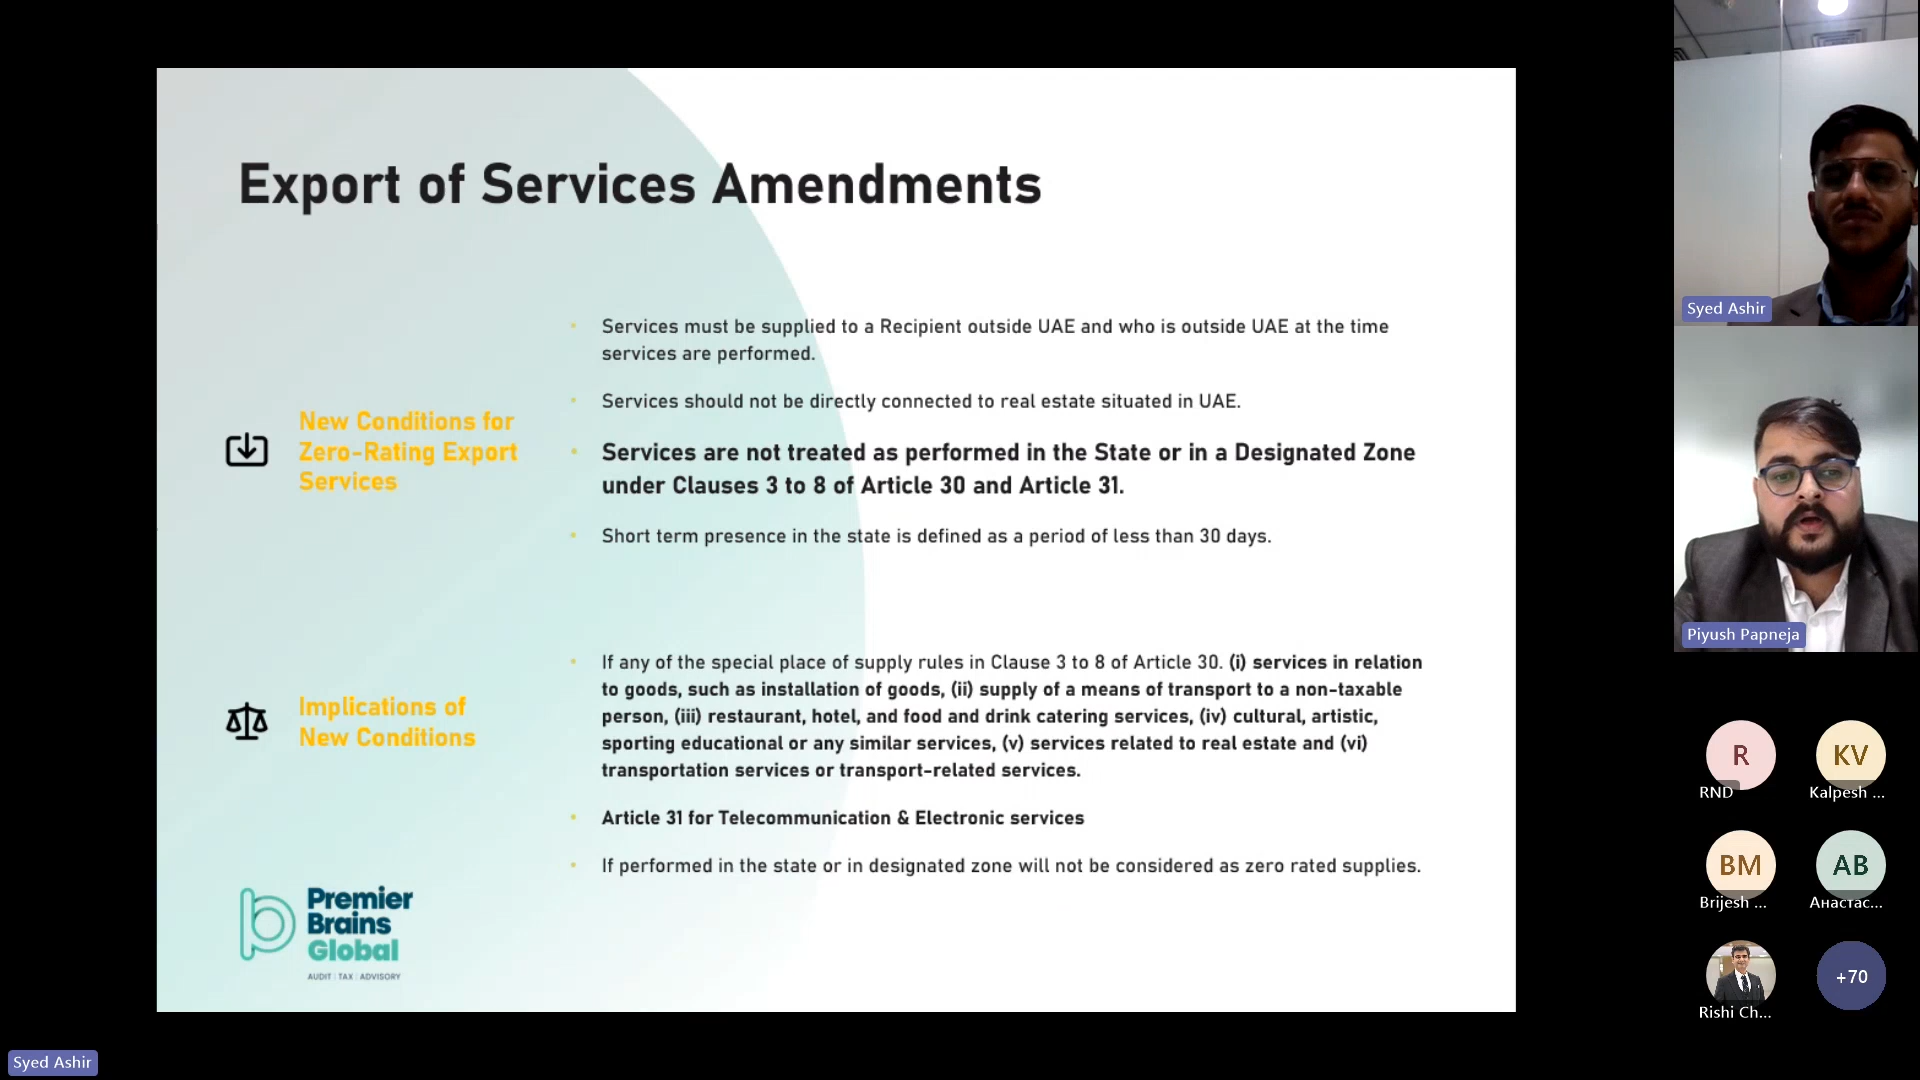 Export of Services Amendments
New Conditions for
Zero-Rating Export
Services
Services must be supplied to a Recipient outside UAE and who is outside UAE at the time
services are performed.
Services should not be directly connected to real estate situated in UAE.
Services are not treated as performed in the State or in a Designated Zone
under Clauses 3 to 8 of Article 30 and Article 31.
Short term presence in the state is defined as a period of less than 30 days.
Implications of
New Conditions
If any of the special place of supply rules in Clause 3 to 8 of Article 30. (i) services in relation
to goods, such as installation of goods, (ii) supply of a means of transport to a non-taxable
person, (iii) restaurant, hotel, and food and drink catering services, (iv) cultural, artistic,
sporting educational or any similar services, (v) services related to real estate and (vi)
transportation services or transport-related services.
Article 31 for Telecommunication & Electronic services
If performed in the state or in designated zone will not be considered as zero rated supplies.
Premier
Brains
Global
AUDIT | TAX | ADVISORY
Syed Ashir
Piyush Papneja
R
RND
KV
Kalpesh ...
BM
Brijesh ...
AB
Анастас...
Rishi Ch...
+70
Syed Ashir